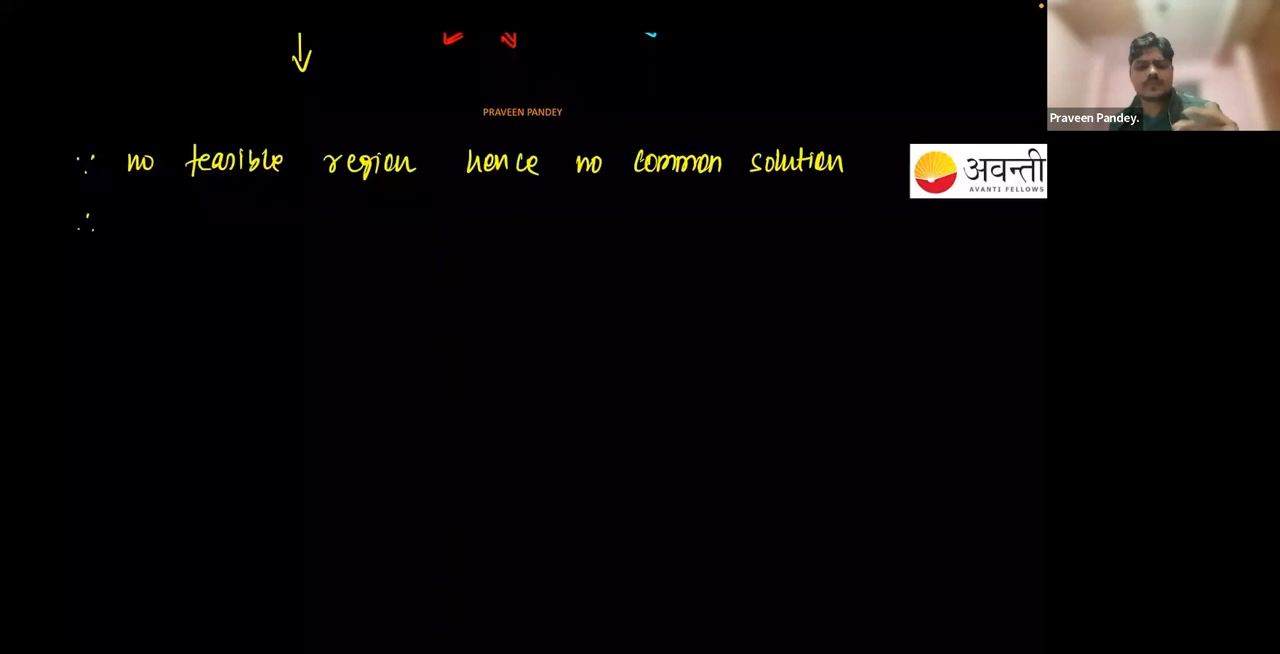 PRAVEEN PANDEY
Praveen Pandey.
∵ no feasible region hence no common solution
अवन्ती
AVANTI FELLOWS
∴